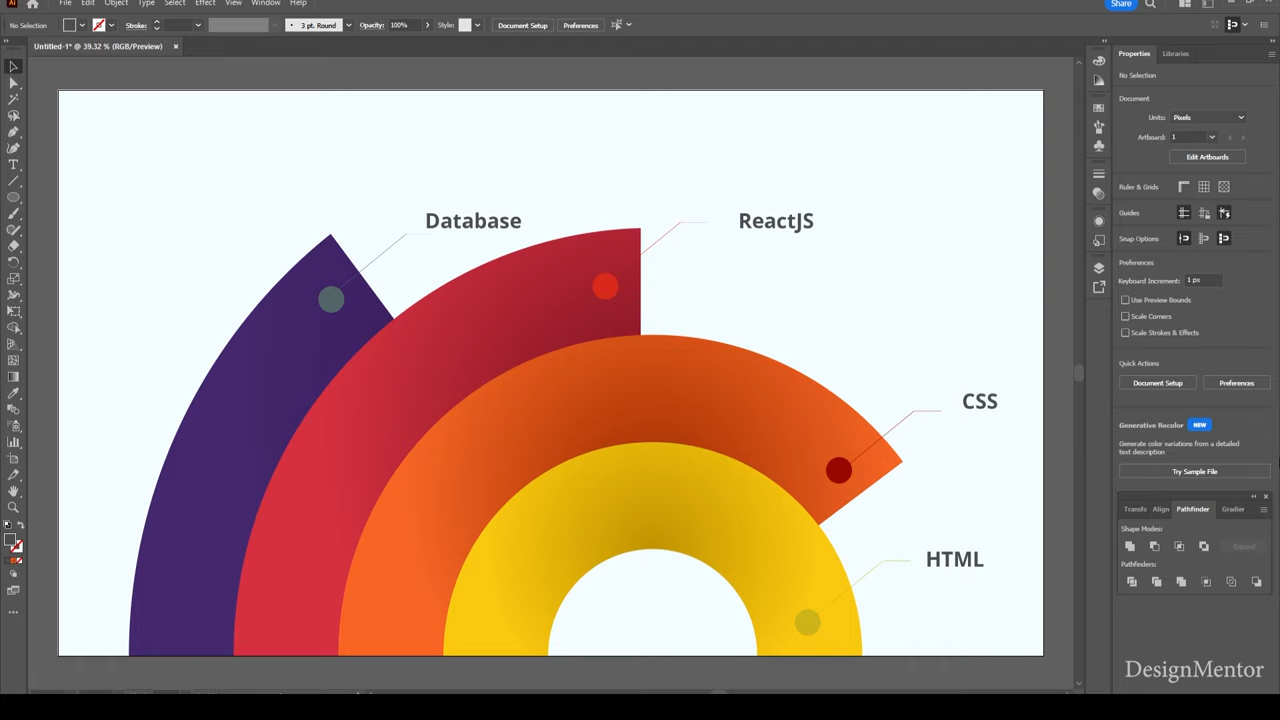 File Edit Object Type Select Effect View Window Help
Share
No Selection
Stroke:
3 pt. Round
Opacity: 100%
Style:
Document Setup
Preferences
Untitled-1* @ 39.32 % (RGB/Preview)
Properties
Libraries
No Selection
Document
Units: Pixels
Artboard: 1
Edit Artboards
Ruler & Grids
Guides
Snap Options
Preferences
Keyboard Increment: 1 px
Use Preview Bounds
Scale Corners
Scale Strokes & Effects
Quick Actions
Document Setup
Preferences
Generative Recolor NEW
Generate color variations from a detailed
text description
Try Sample File
Transfo Align Pathfinder Gradier
Shape Modes:
Expand
Pathfinders:
Database
ReactJS
CSS
HTML
DesignMentor